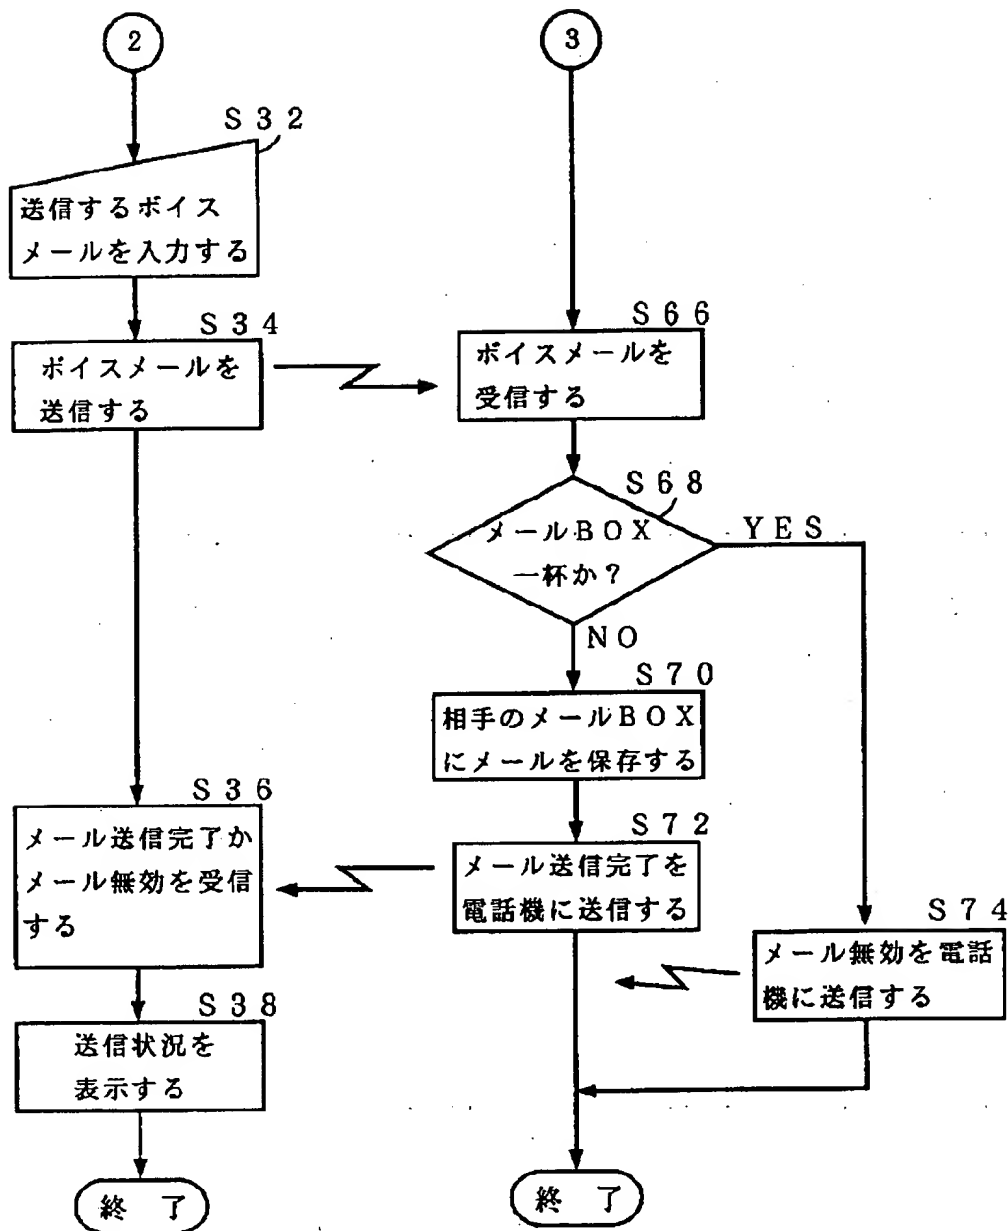 2
S32
送信するボイス
メールを入力する
S34
ボイスメールを
送信する
S36
メール送信完了か
メール無効を受信
する
S38
送信状況を
表示する
終 了
3
S66
ボイスメールを
受信する
S68
メールBOX
一杯か?
YES
NO
S70
相手のメールBOX
にメールを保存する
S72
メール送信完了を
電話機に送信する
S74
メール無効を電話
機に送信する
終 了